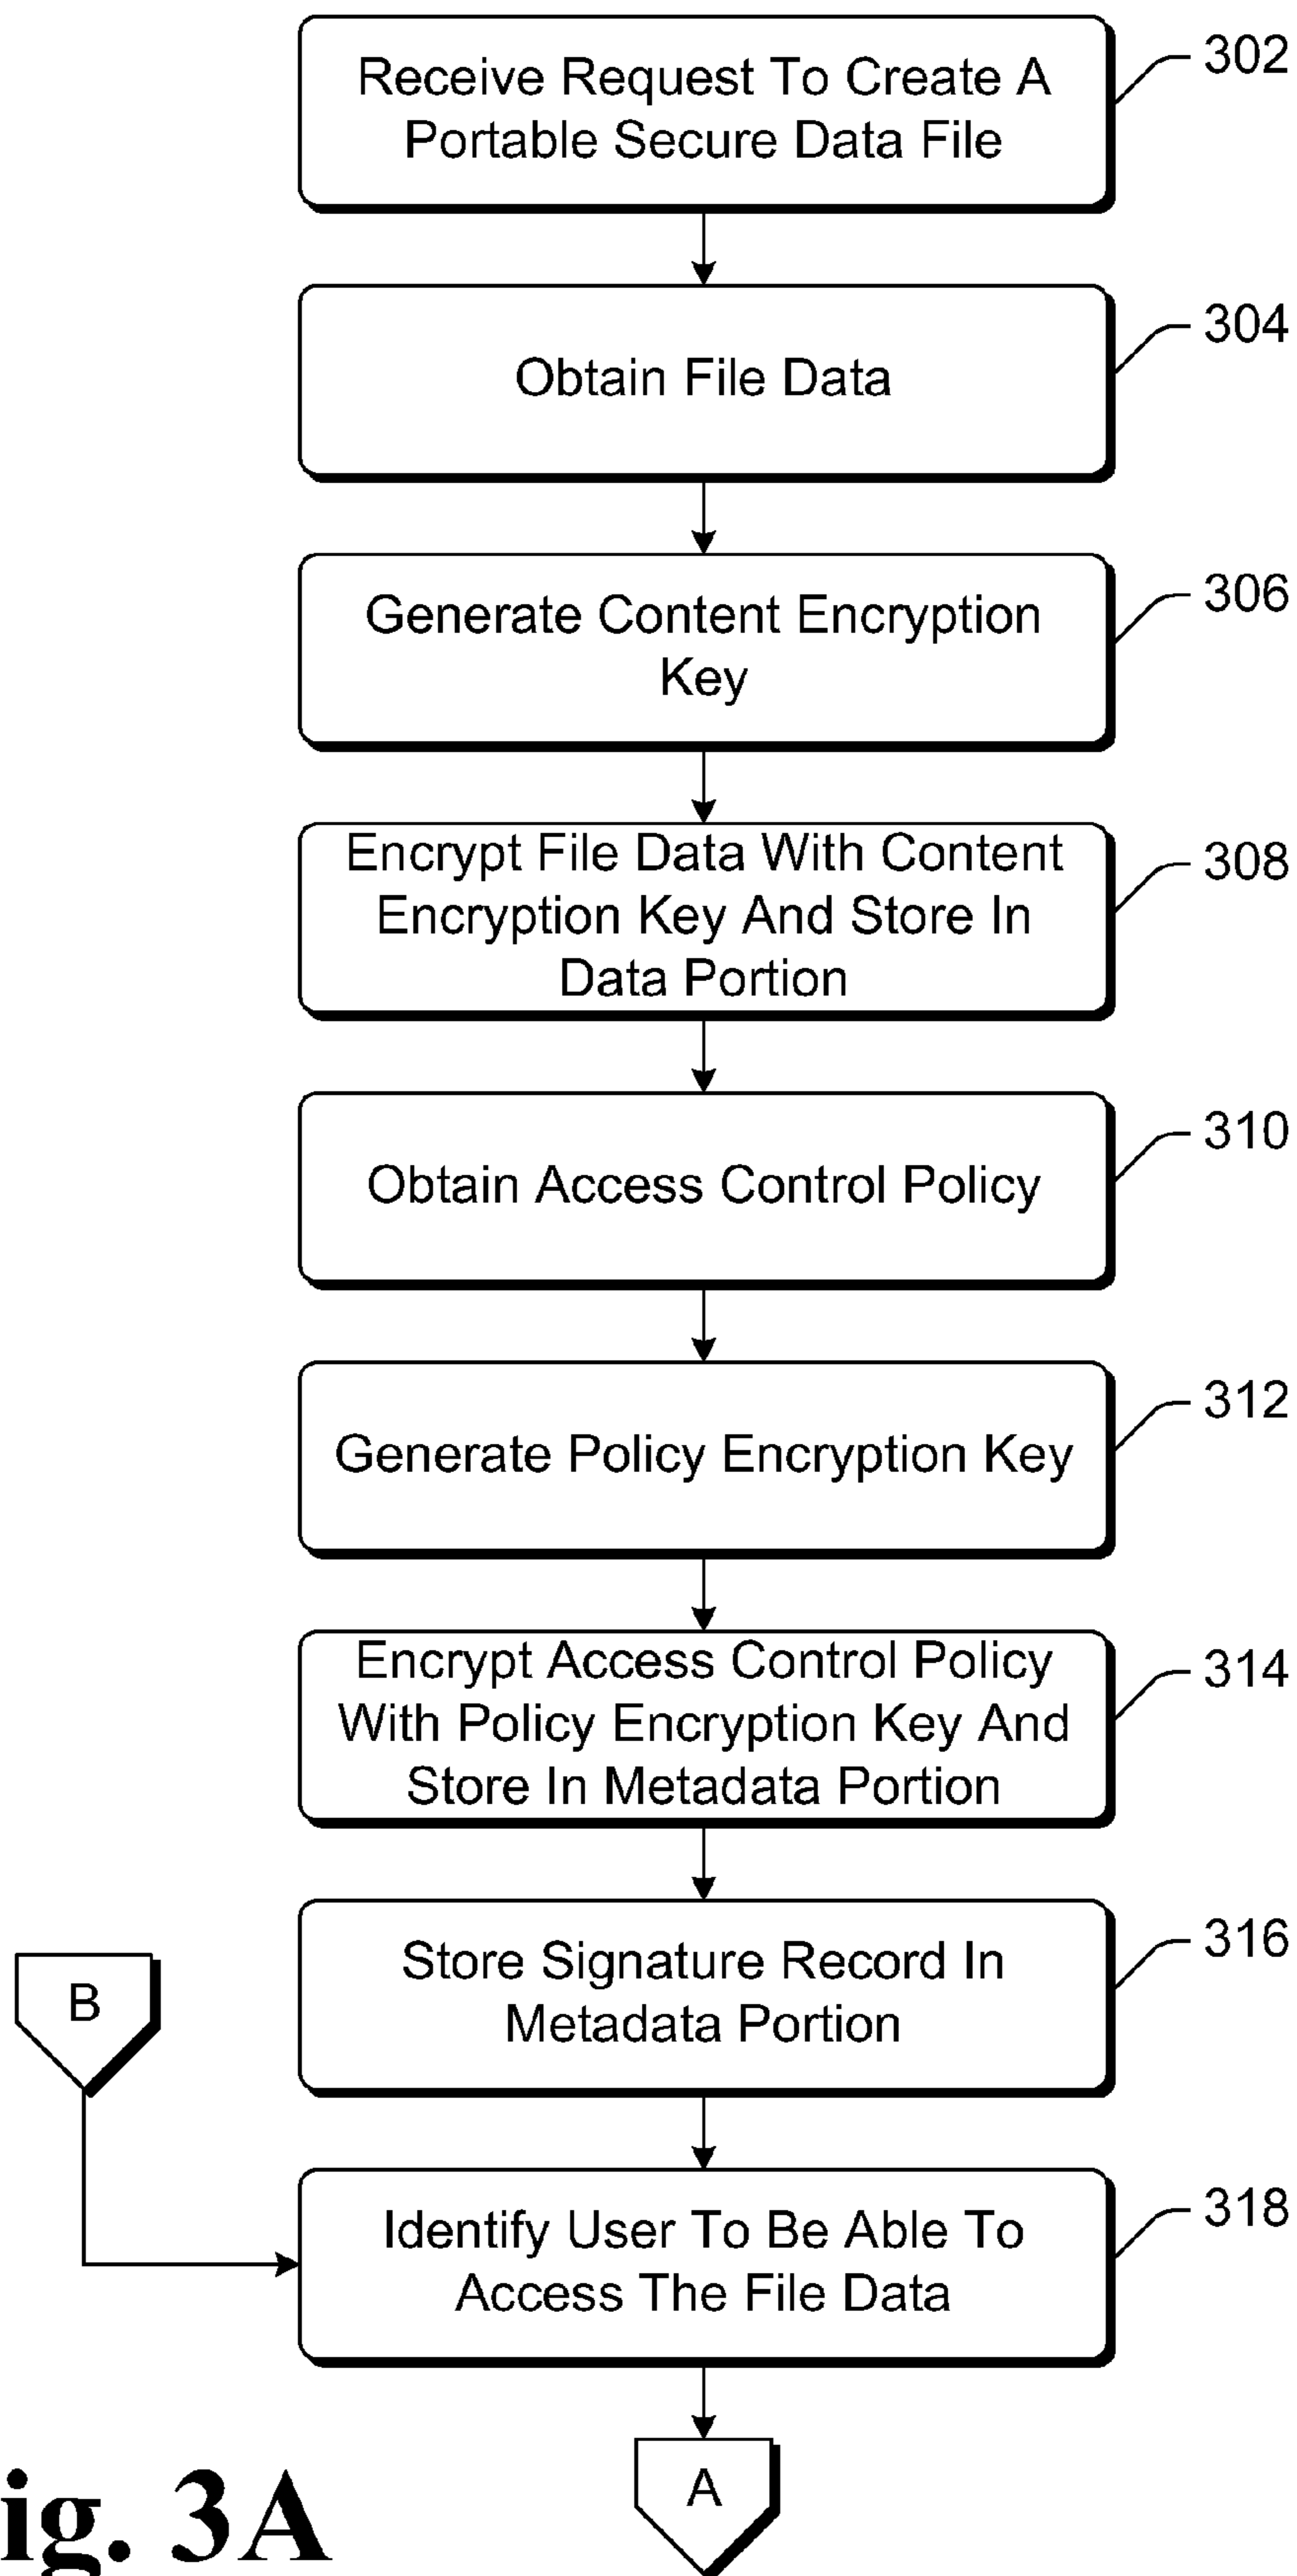 Receive Request To Create A
Portable Secure Data File
302
Obtain File Data
304
Generate Content Encryption
Key
306
Encrypt File Data With Content
Encryption Key And Store In
Data Portion
308
Obtain Access Control Policy
310
Generate Policy Encryption Key
312
Encrypt Access Control Policy
With Policy Encryption Key And
Store In Metadata Portion
314
Store Signature Record In
Metadata Portion
316
B
Identify User To Be Able To
Access The File Data
318
A
ig. 3A